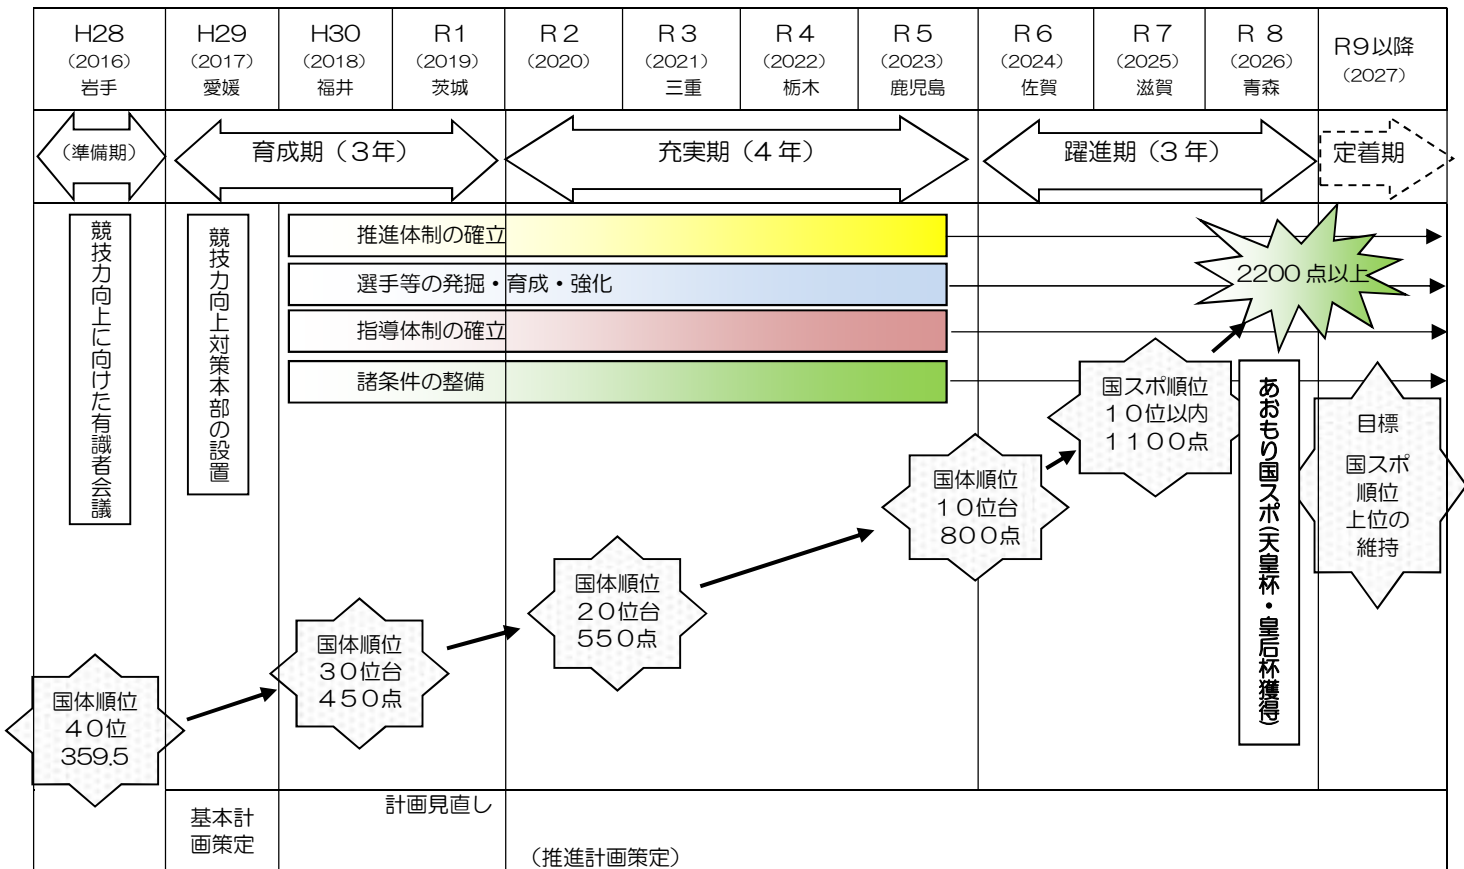 H28
(2016)
岩手
H29
(2017)
愛媛
H30
(2018)
福井
R1
(2019)
茨城
R2
(2020)
R3
(2021)
三重
R4
(2022)
栃木
R5
(2023)
鹿児島
R6
(2024)
佐賀
R7
(2025)
滋賀
R 8
(2026)
青森
R9以降
(2027)
(準備期)
育成期(3年)
充実期(4年)
躍進期(3年)
定着期
競技力向上に向けた有識者会議
競技力向上対策本部の設置
推進体制の確立
選手等の発掘・育成・強化
指導体制の確立
諸条件の整備
2200点以上
国体順位
40位
359.5
国体順位
30位台
450点
国体順位
20位台
550点
国体順位
10位台
800点
国スポ順位
10位以内
1100点
あおもり国スポ(天皇杯・皇后杯獲得)
目標
国スポ
順位
上位の
維持
基本計
画策定
計画見直し
(推進計画策定)